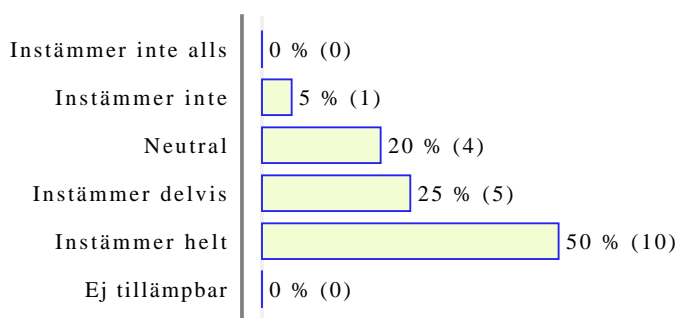 Instämmer inte alls 0 % (0)
Instämmer inte 5 % (1)
Neutral 20 % (4)
Instämmer delvis 25 % (5)
Instämmer helt 50 % (10)
Ej tillämpbar 0 % (0)